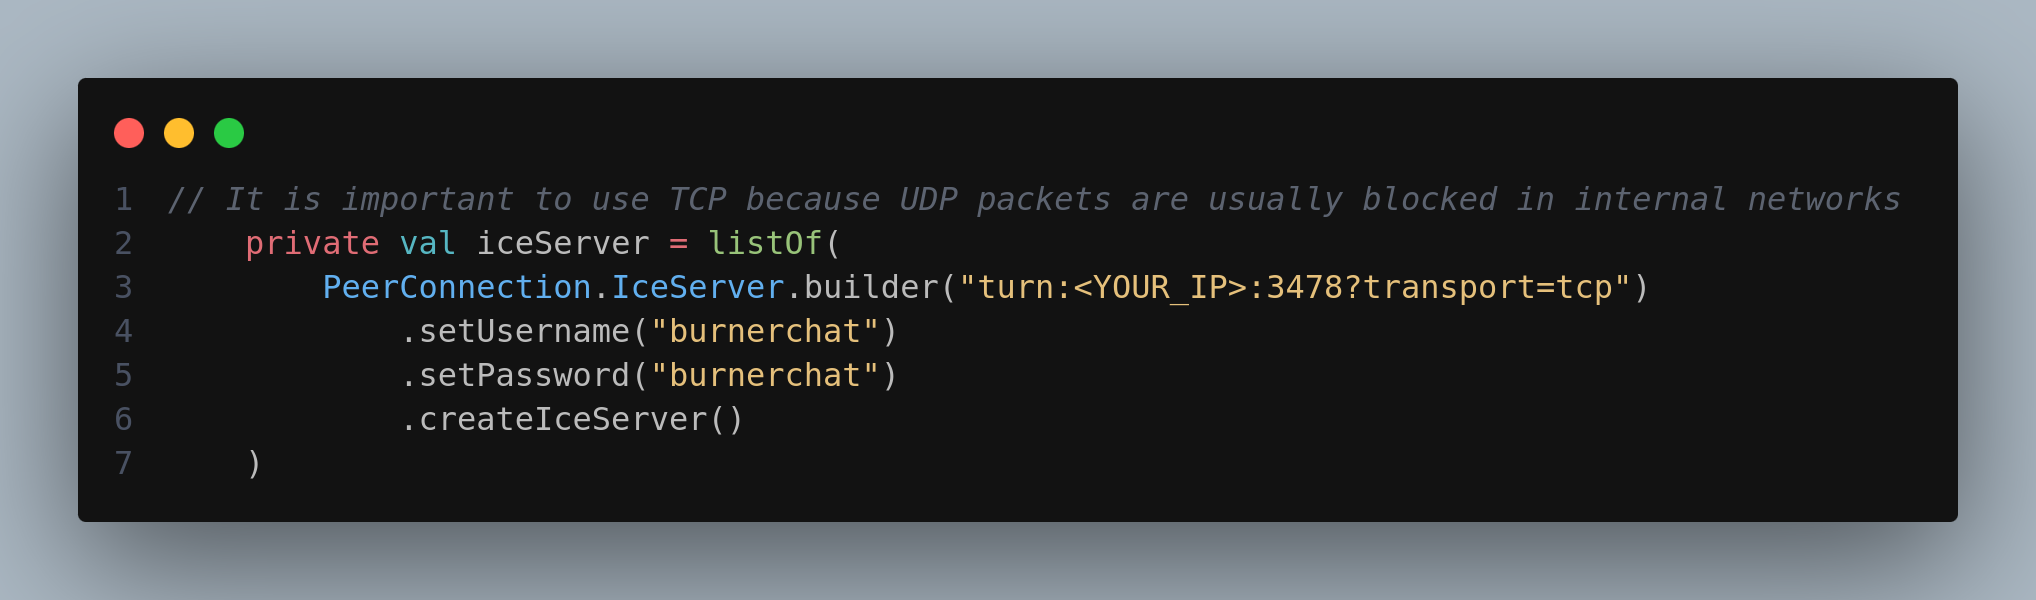 1 // It is important to use TCP because UDP packets are usually blocked in internal networks
2     private val iceServer = listOf(
3         PeerConnection.IceServer.builder("turn:<YOUR_IP>:3478?transport=tcp")
4             .setUsername("burnerchat")
5             .setPassword("burnerchat")
6             .createIceServer()
7     )